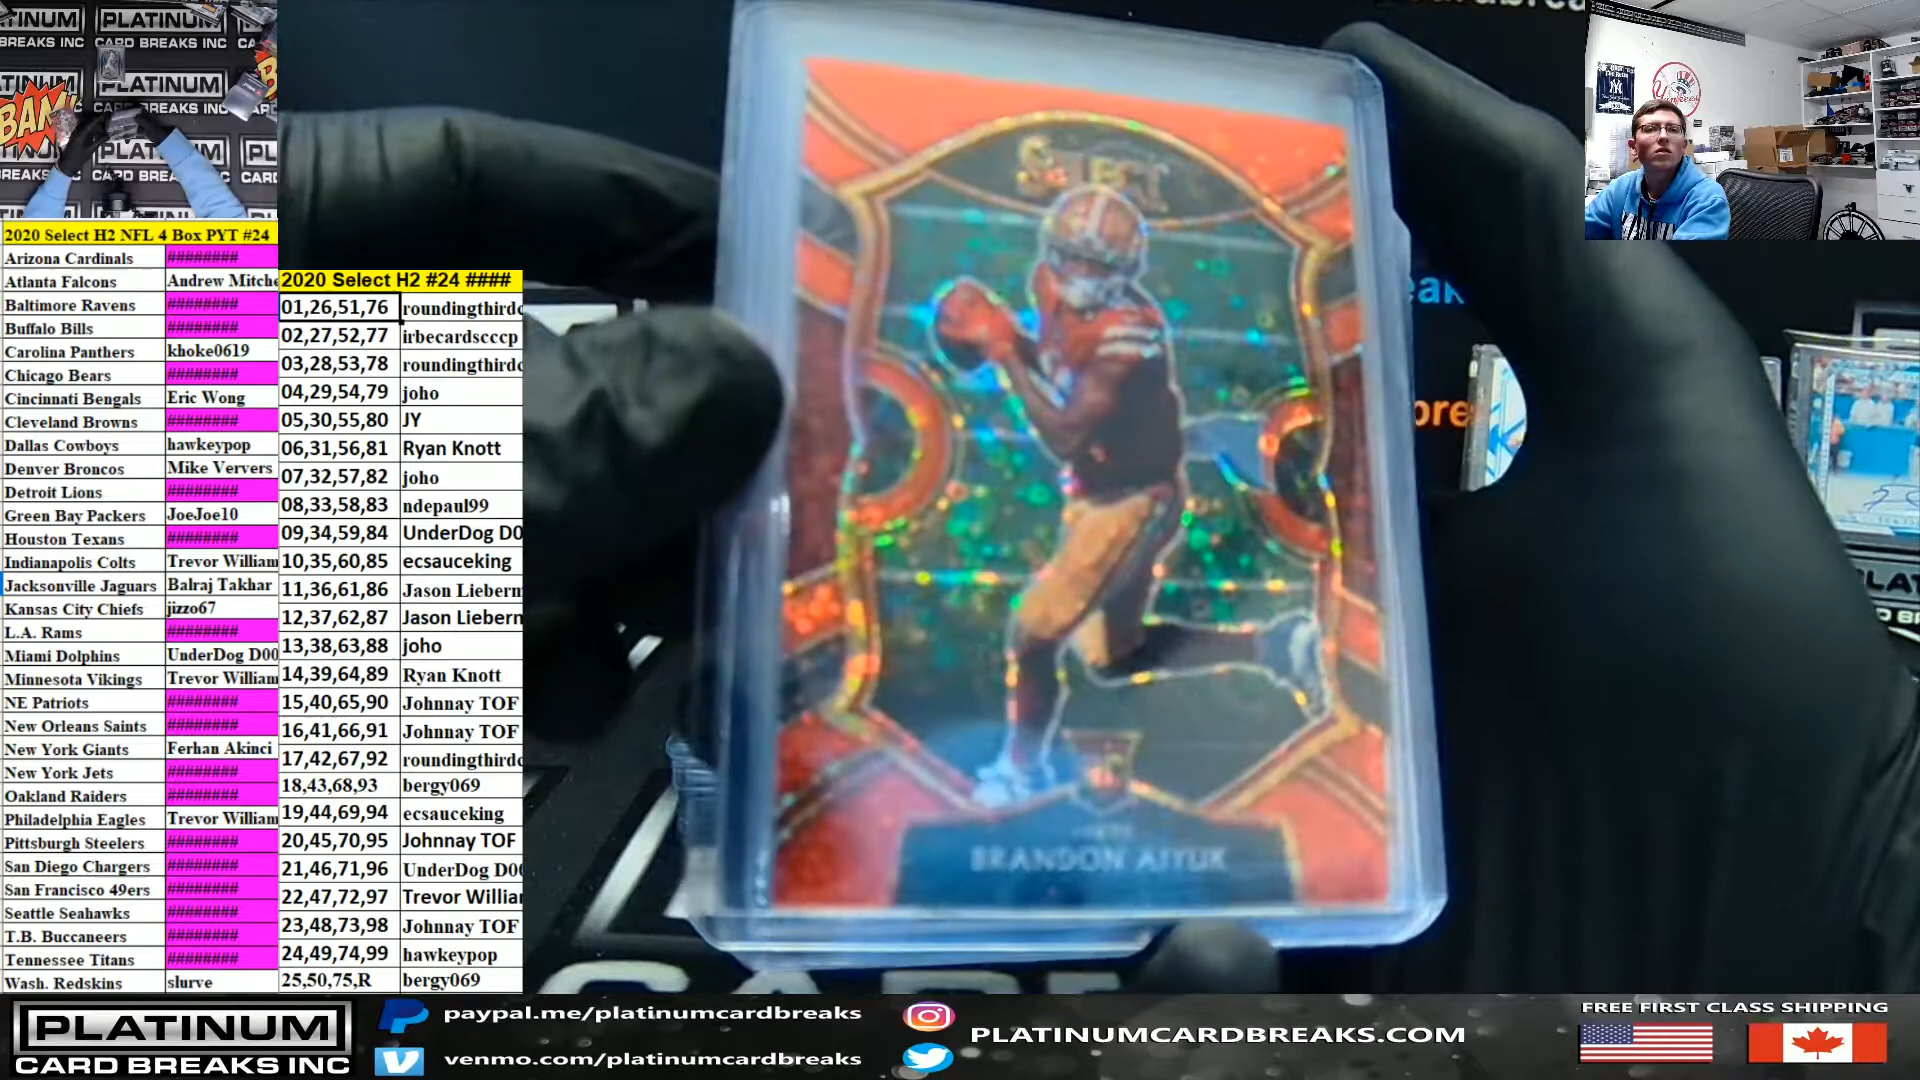 PLATINUM
CARD BREAKS INC
2020 Select H2 NFL 4 Box PYT #24
Arizona Cardinals ########
Atlanta Falcons Andrew Mitche
Baltimore Ravens ########
Buffalo Bills ########
Carolina Panthers khoke0619
Chicago Bears ########
Cincinnati Bengals Eric Wong
Cleveland Browns ########
Dallas Cowboys hawkeypop
Denver Broncos Mike Ververs
Detroit Lions ########
Green Bay Packers JoeJoe10
Houston Texans ########
Indianapolis Colts Trevor William
Jacksonville Jaguars Balraj Takhar
Kansas City Chiefs jizzo67
L.A. Rams ########
Miami Dolphins UnderDog D00
Minnesota Vikings Trevor William
NE Patriots ########
New Orleans Saints ########
New York Giants Ferhan Akinci
New York Jets ########
Oakland Raiders ########
Philadelphia Eagles Trevor William
Pittsburgh Steelers ########
San Diego Chargers ########
San Francisco 49ers ########
Seattle Seahawks ########
T.B. Buccaneers ########
Tennessee Titans ########
Wash. Redskins slurve
2020 Select H2 #24 ####
01,26,51,76 roundingthirdc
02,27,52,77 irbecardscccp
03,28,53,78 roundingthirdc
04,29,54,79 joho
05,30,55,80 JY
06,31,56,81 Ryan Knott
07,32,57,82 joho
08,33,58,83 ndepaul99
09,34,59,84 UnderDog D0
10,35,60,85 ecsauceking
11,36,61,86 Jason Lieberm
12,37,62,87 Jason Lieberm
13,38,63,88 joho
14,39,64,89 Ryan Knott
15,40,65,90 Johnnay TOF
16,41,66,91 Johnnay TOF
17,42,67,92 roundingthirdc
18,43,68,93 bergy069
19,44,69,94 ecsauceking
20,45,70,95 Johnnay TOF
21,46,71,96 UnderDog D00
22,47,72,97 Trevor Williar
23,48,73,98 Johnnay TOF
24,49,74,99 hawkeypop
25,50,75,R bergy069
SELECT
RC
BRANDON AIYUK
PLATINUM
CARD BREAKS INC
paypal.me/platinumcardbreaks
venmo.com/platinumcardbreaks
PLATINUMCARDBREAKS.COM
FREE FIRST CLASS SHIPPING